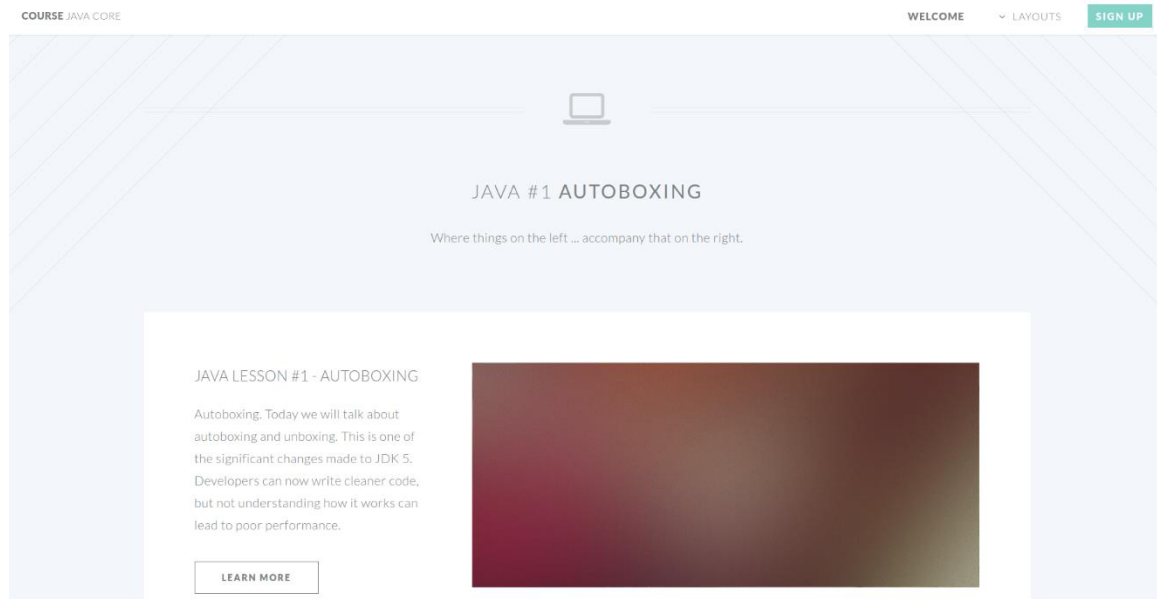 COURSE JAVA CORE
WELCOME
LAYOUTS
SIGN UP
JAVA #1 AUTOBOXING
Where things on the left ... accompany that on the right.
JAVA LESSON #1 - AUTOBOXING
Autoboxing. Today we will talk about
autoboxing and unboxing. This is one of
the significant changes made to JDK 5.
Developers can now write cleaner code,
but not understanding how it works can
lead to poor performance.
LEARN MORE